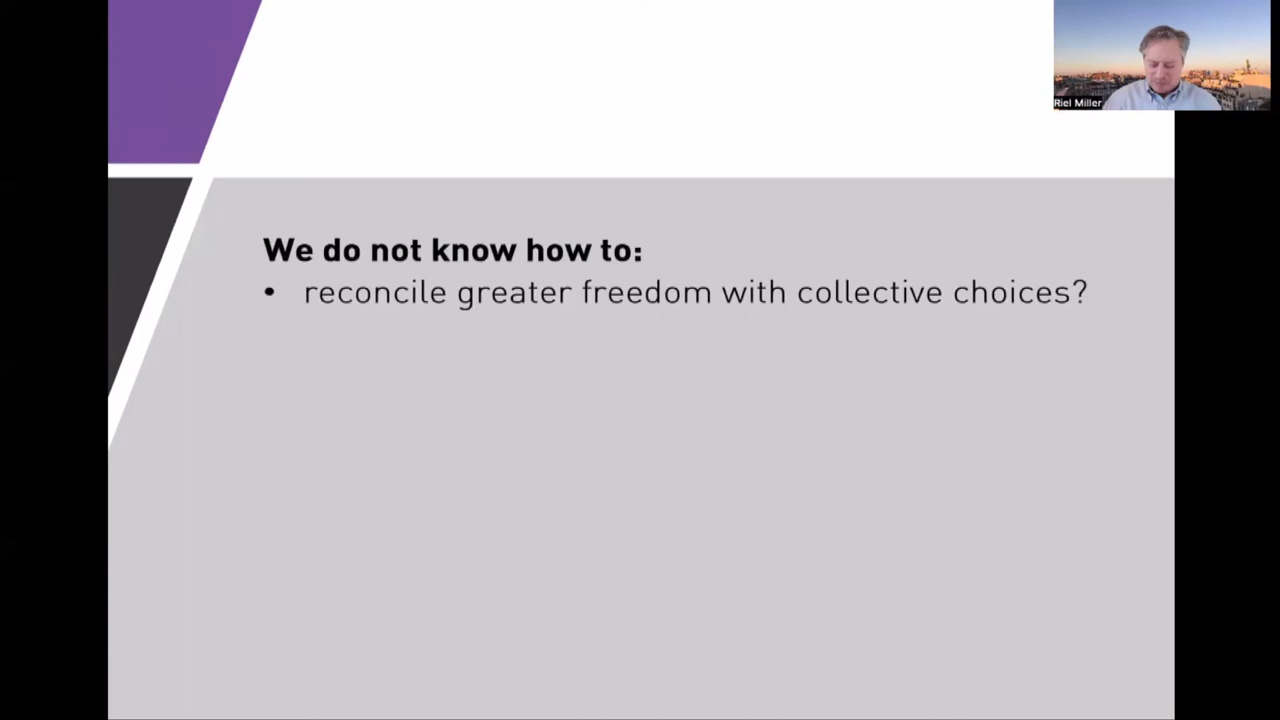 Riel Miller
We do not know how to:
• reconcile greater freedom with collective choices?